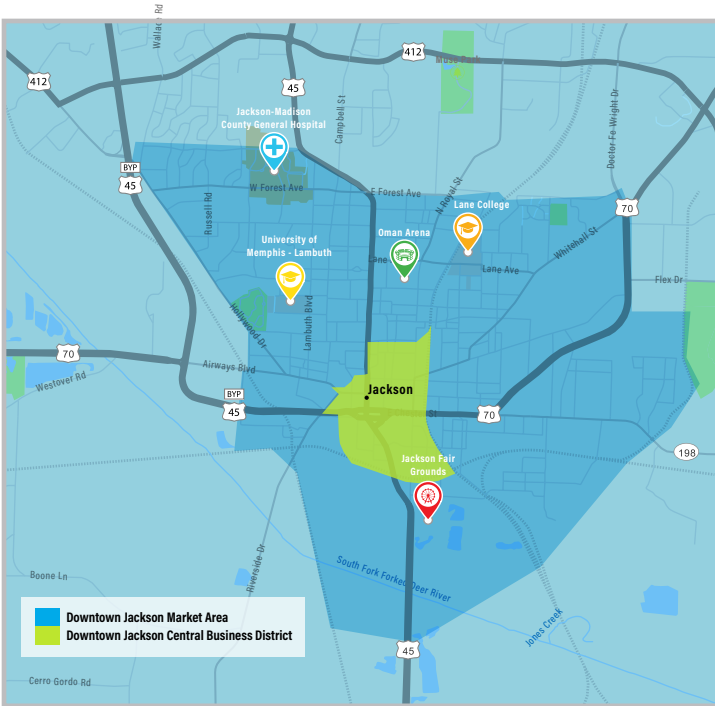 Wallace Rd
412
412
Muse Park
45
Campbell St
Doctor Fe Wright Dr
Jackson-Madison
County General Hospital
BYP
45
W Forest Ave
E Forest Ave
N Royal St
Lane College
70
Russell Rd
University of
Memphis - Lambuth
Oman Arena
Lane
Lane Ave
Whitehall St
Flex Dr
Hollywood Dr
Lambuth Blvd
70
Westover Rd
Airways Blvd
Jackson
BYP
45
St
70
198
Jackson Fair
Grounds
Riverside Dr
South Fork Forked Deer River
Boone Ln
Jones Creek
Downtown Jackson Market Area
Downtown Jackson Central Business District
45
Cerro Gordo Rd